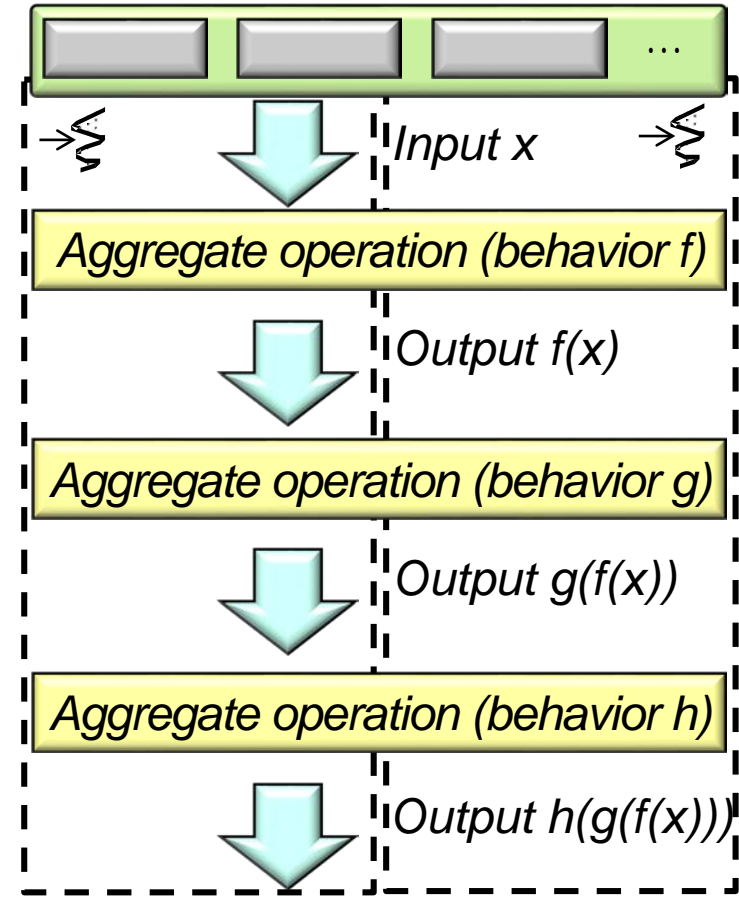 ...
Input x
Aggregate operation (behavior f)
Output f(x)
Aggregate operation (behavior g)
Output g(f(x))
Aggregate operation (behavior h)
Output h(g(f(x)))